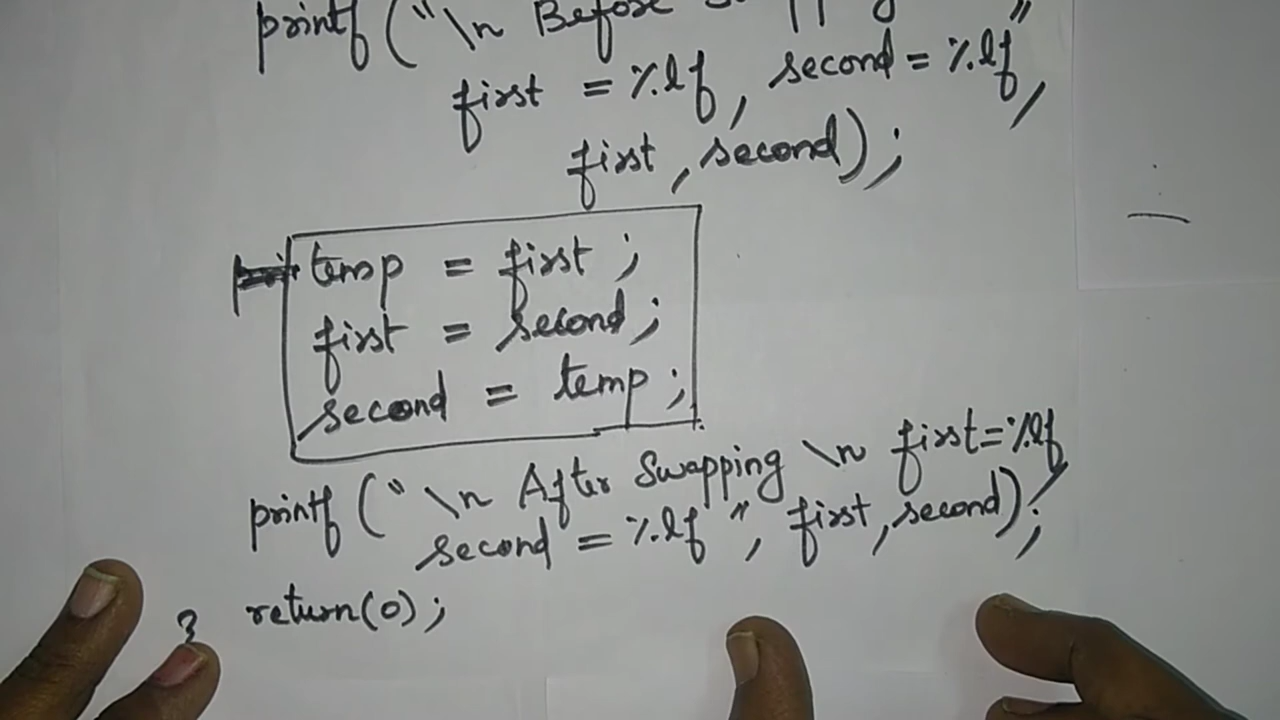 printf ("\n Before
first = %lf, second = %lf",
first, second);
temp = first;
first = second;
second = temp;
printf ("\n After Swapping \n first=%lf,
second = %lf", first, second);
return(0);
}